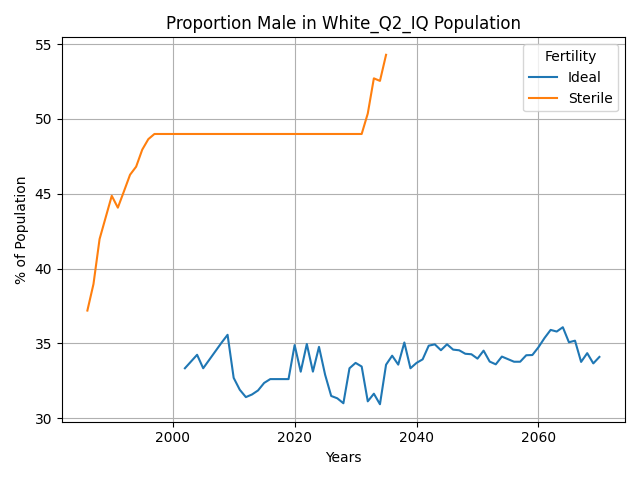 Proportion Male in White_Q2_IQ Population
Fertility
Ideal
Sterile
% of Population
55
50
45
40
35
30
2000
2020
2040
2060
Years